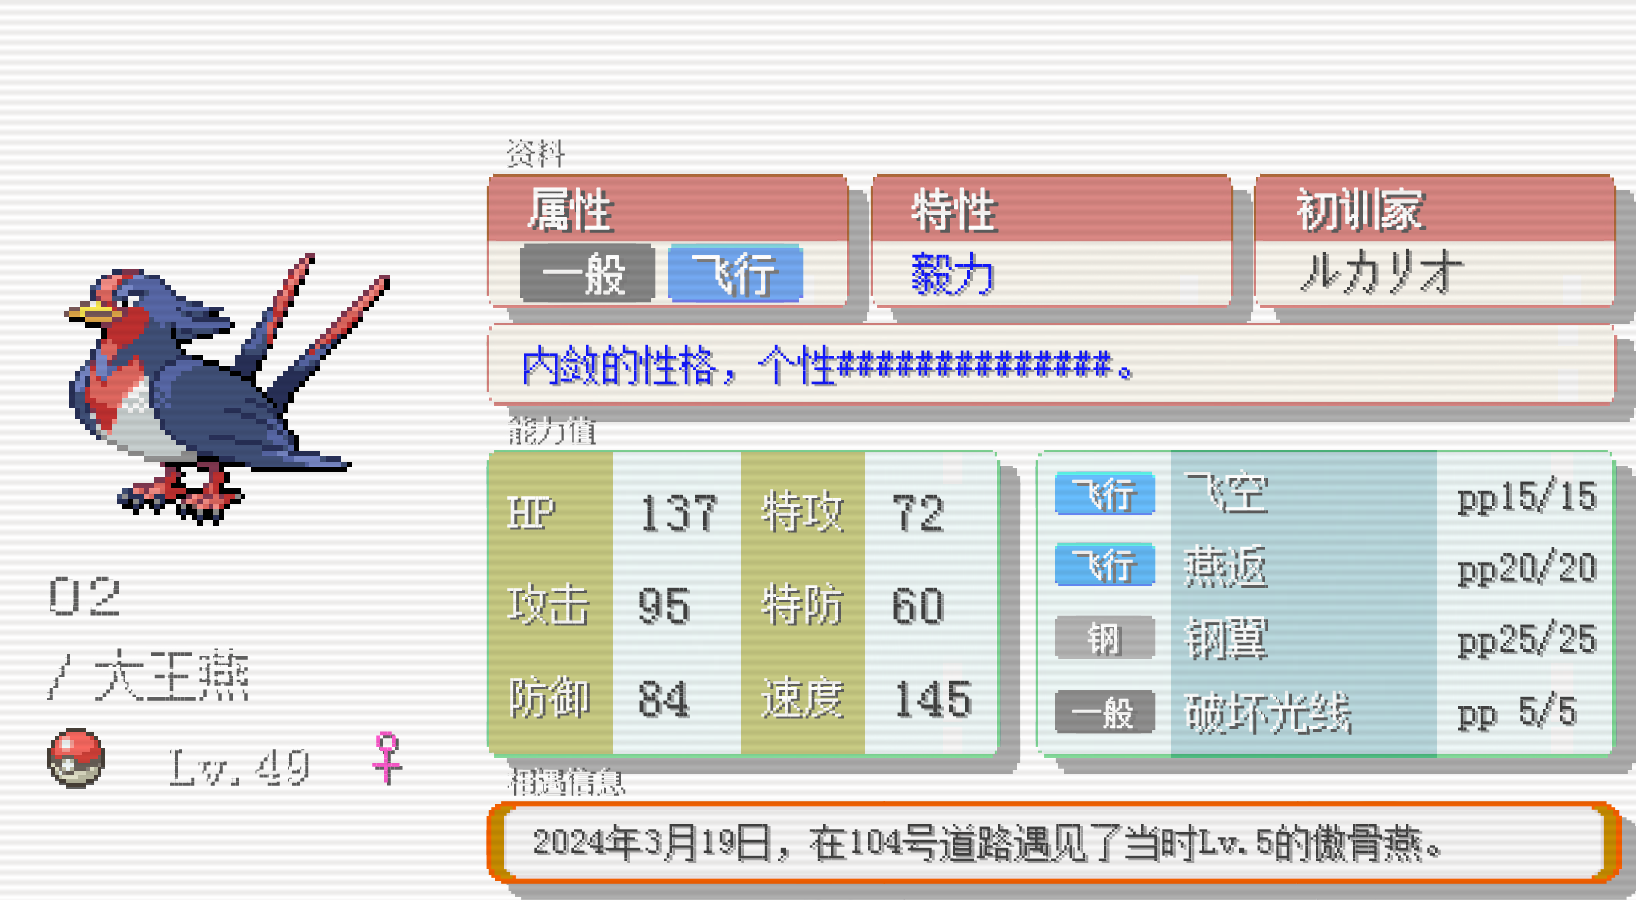 资料
属性 特性 初训家
一般 飞行 毅力 ルカリオ
内敛的性格，个性##############。
能力值
HP 137 特攻 72
攻击 95 特防 60
防御 84 速度 145
飞行 飞空 pp15/15
飞行 燕返 pp20/20
钢 钢翼 pp25/25
一般 破坏光线 pp 5/5
02
/大王燕
Lv.49 ♀
相遇信息
2024年3月19日，在104号道路遇见了当时Lv.5的傲骨燕。